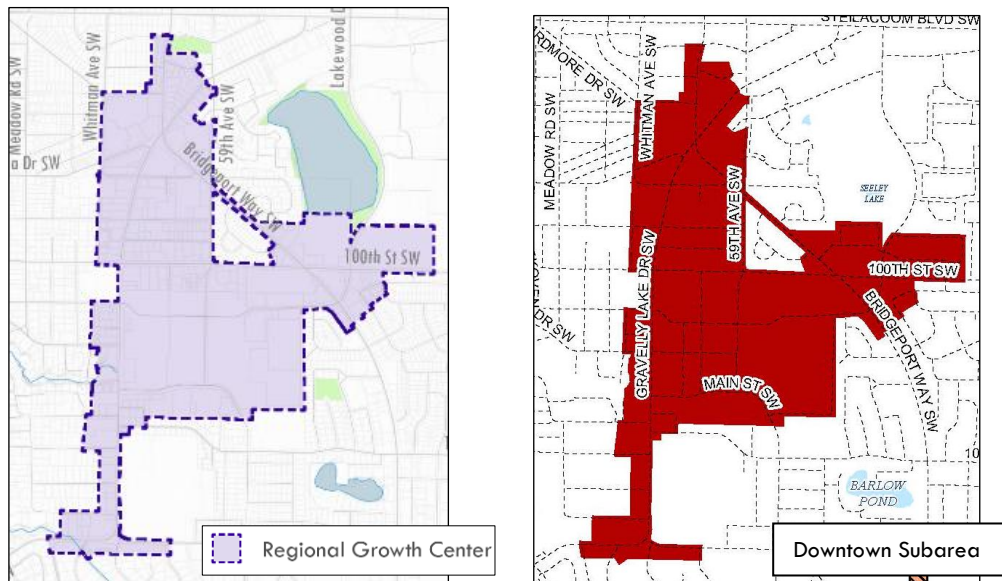 Meadow Rd SW
Whitman Ave SW
59th Ave SW
Lakewood D
a Dr SW
Bridgeport Way SW
100th St SW
Regional Growth Center
STEILACOOM BLVD SW
RDMORE DR SW
WHITMAN AVE SW
MEADOW RD SW
SEELEY
LAKE
59TH AVE SW
GRAVELLY LAKE DR SW
100TH ST SW
BRIDGEPORT WAY SW
DR SW
MAIN ST SW
10
BARLOW
POND
Downtown Subarea